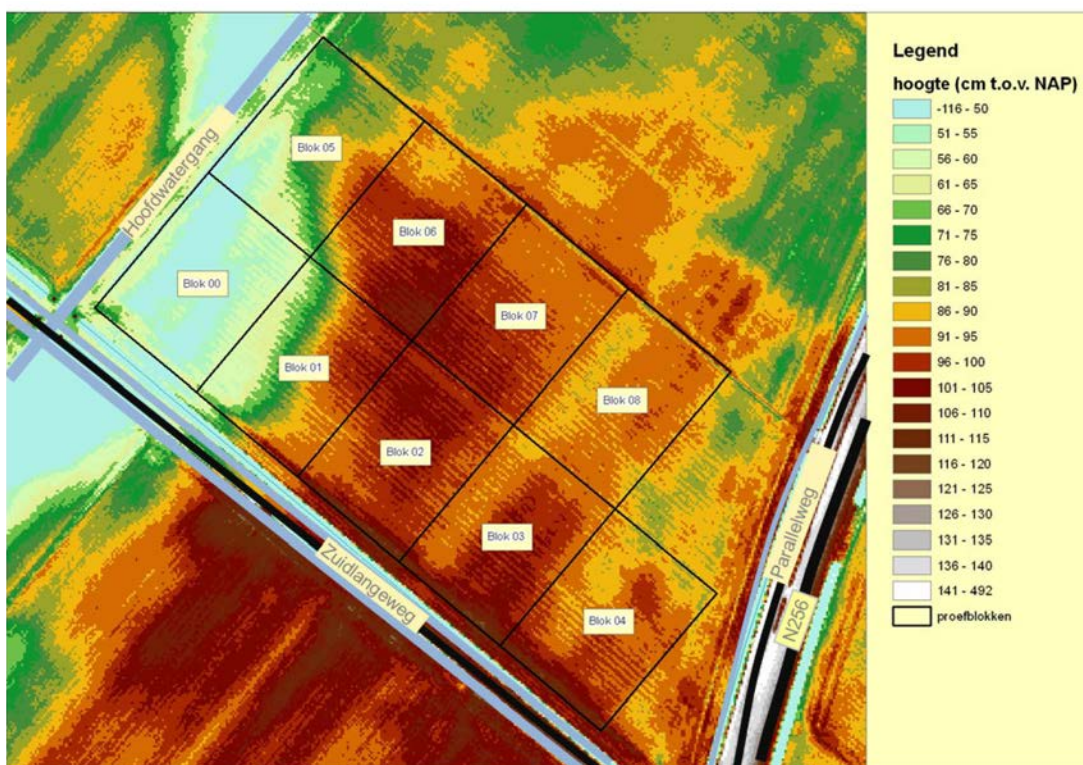 Hoofdwatergang
Blok 05
Blok 00
Blok 06
Blok 07
Blok 01
Blok 08
Blok 02
Blok 03
Blok 04
Zuidlangeweg
Parallelweg
N256
Legend
hoogte (cm t.o.v. NAP)
-116 - 50
51 - 55
56 - 60
61 - 65
66 - 70
71 - 75
76 - 80
81 - 85
86 - 90
91 - 95
96 - 100
101 - 105
106 - 110
111 - 115
116 - 120
121 - 125
126 - 130
131 - 135
136 - 140
141 - 492
proefblokken